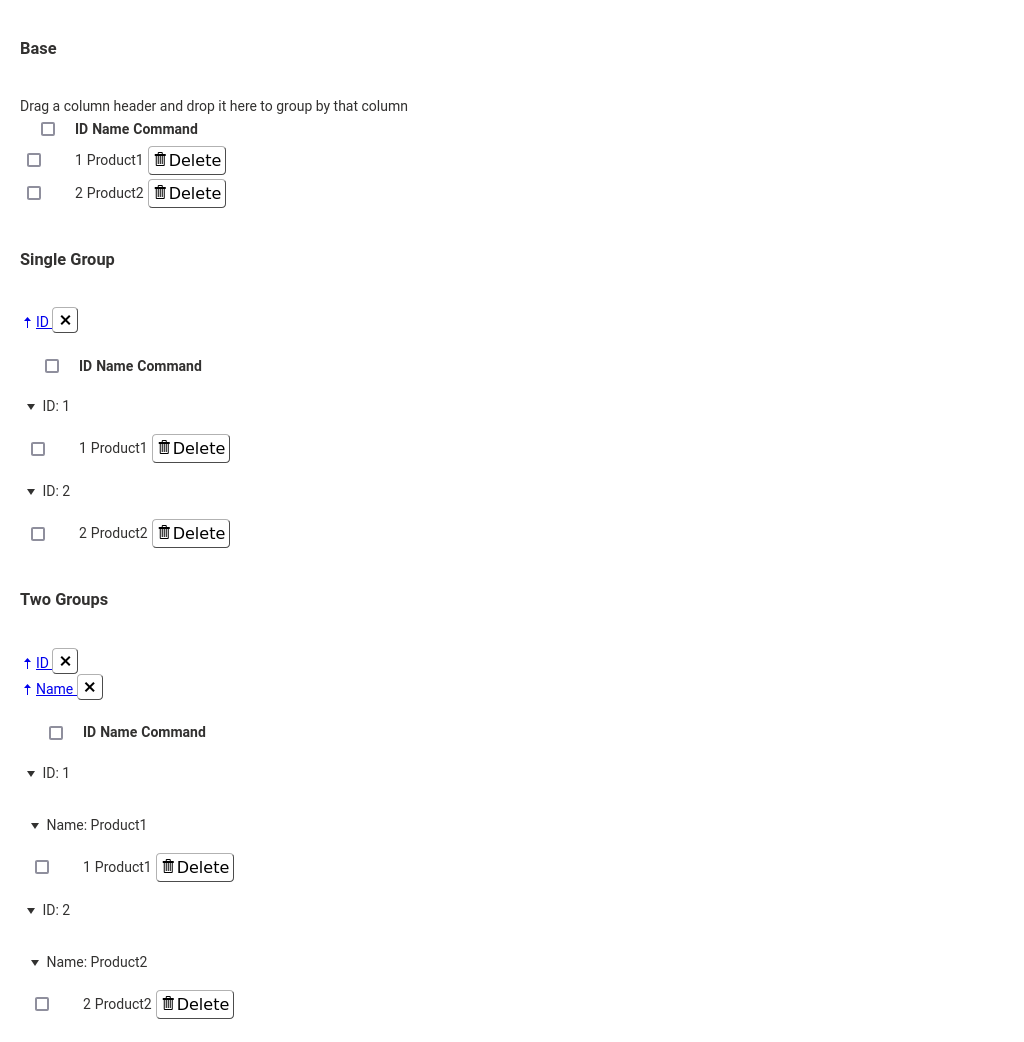 Base
Drag a column header and drop it here to group by that column
ID Name Command
1 Product1 Delete
2 Product2 Delete
Single Group
ID
ID Name Command
ID: 1
1 Product1 Delete
ID: 2
2 Product2 Delete
Two Groups
ID
Name
ID Name Command
ID: 1
Name: Product1
1 Product1 Delete
ID: 2
Name: Product2
2 Product2 Delete